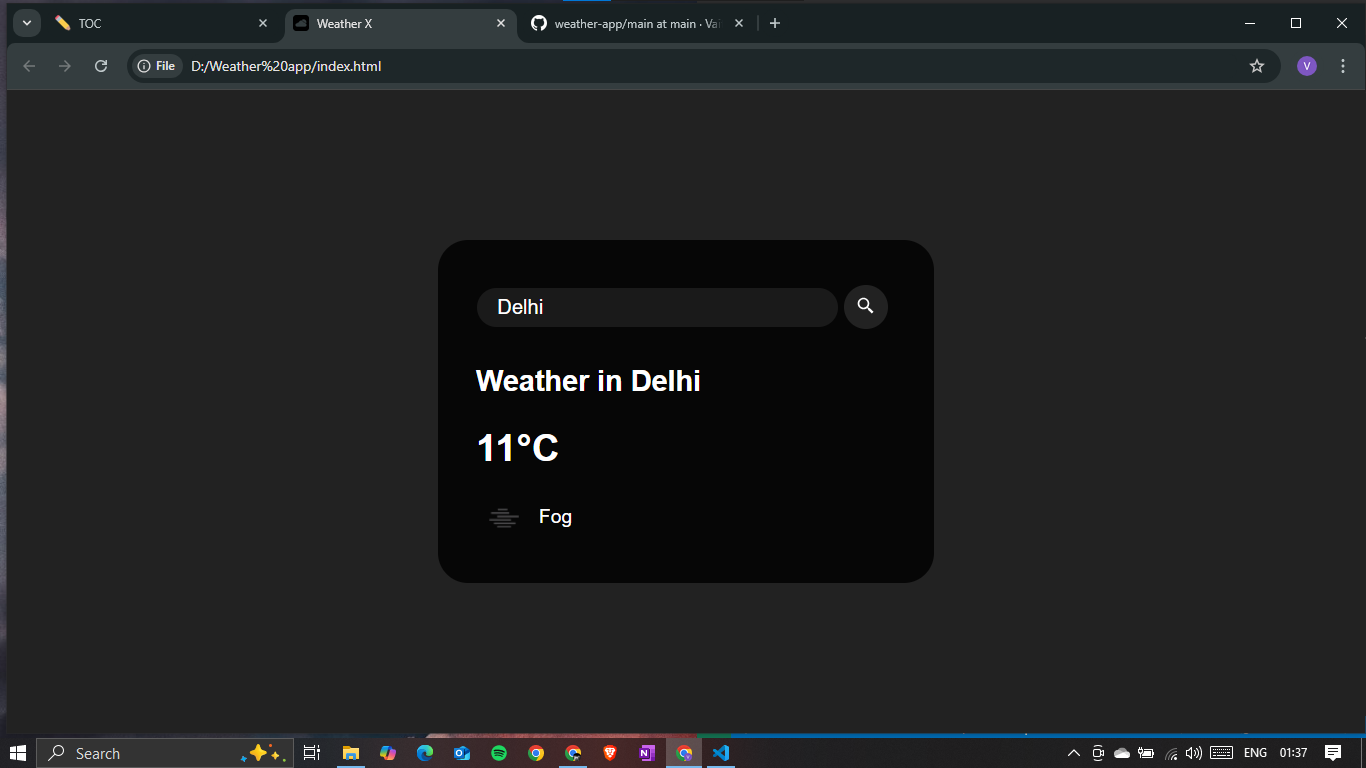 TOC
Weather X
weather-app/main at main · Vai
File
D:/Weather%20app/index.html
V
Delhi
Weather in Delhi
11°C
Fog
Search
ENG
01:37